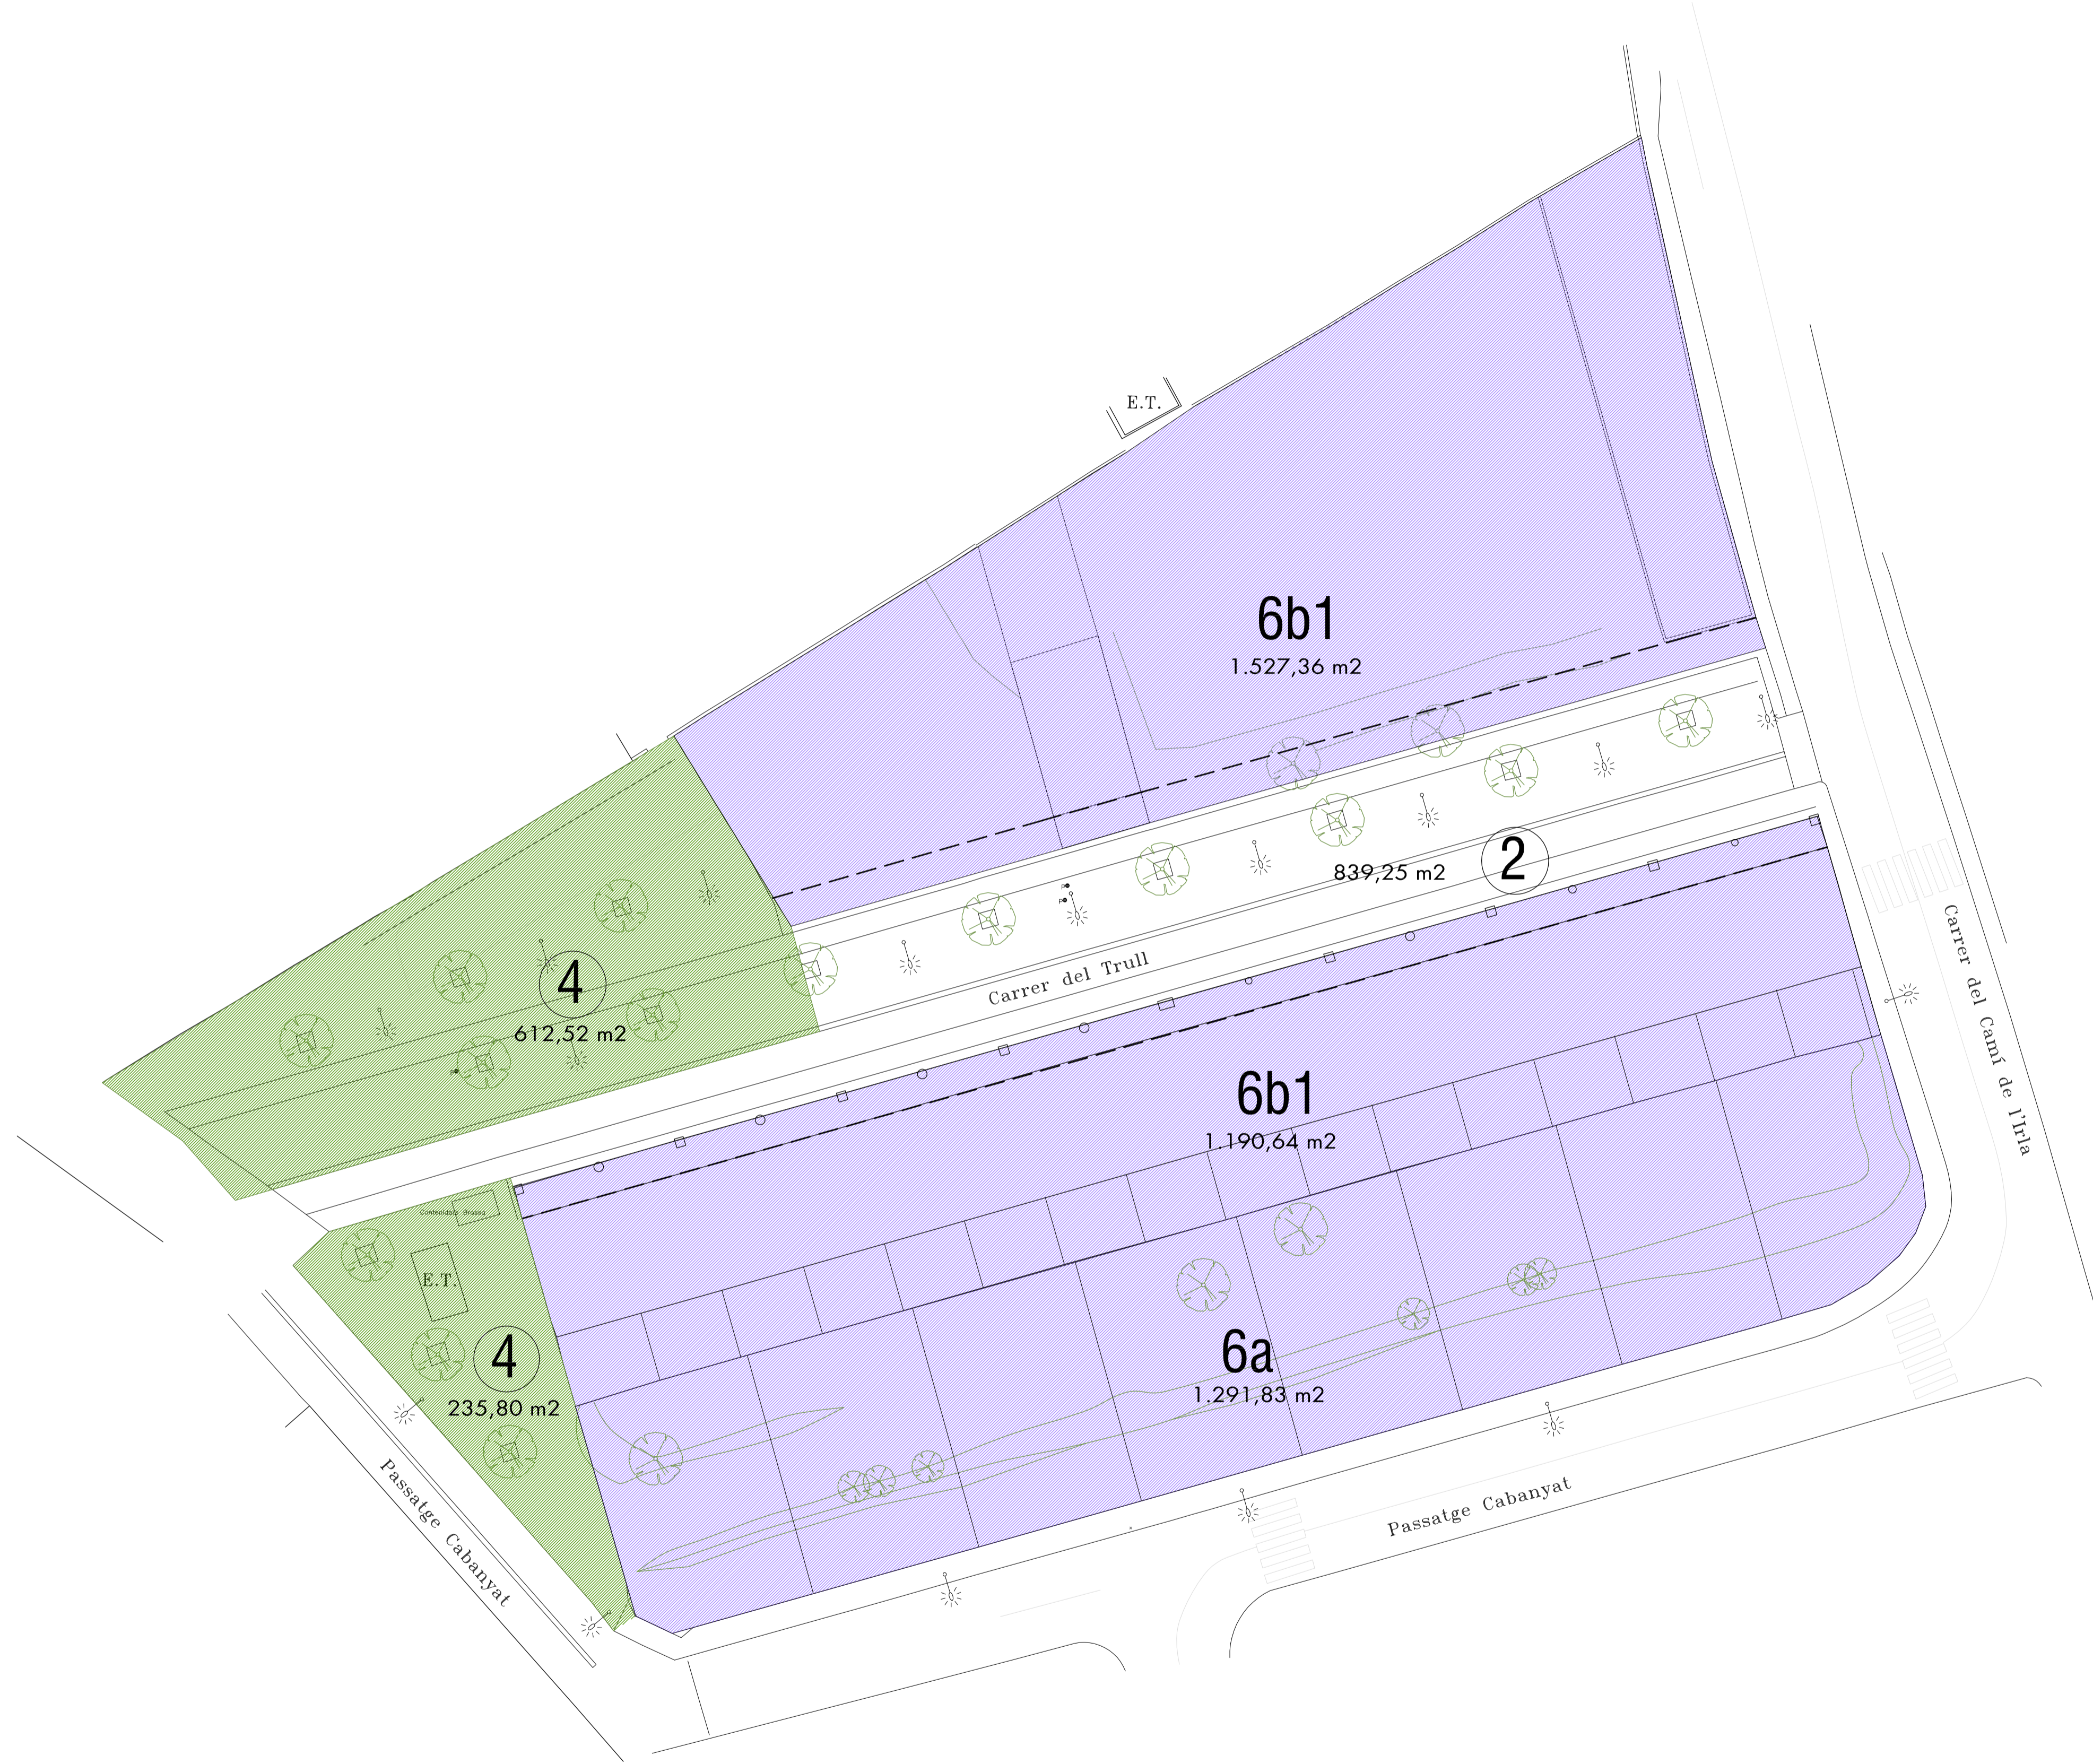 E.T.
6b1
1.527,36 m2
2
839,25 m2
4
612,52 m2
Carrer del Trull
Carrer del Camí de l'Irla
6b1
1.190,64 m2
Contenidors Brossa
E.T.
4
235,80 m2
6a
1.291,83 m2
Passatge Cabanyat
Passatge Cabanyat